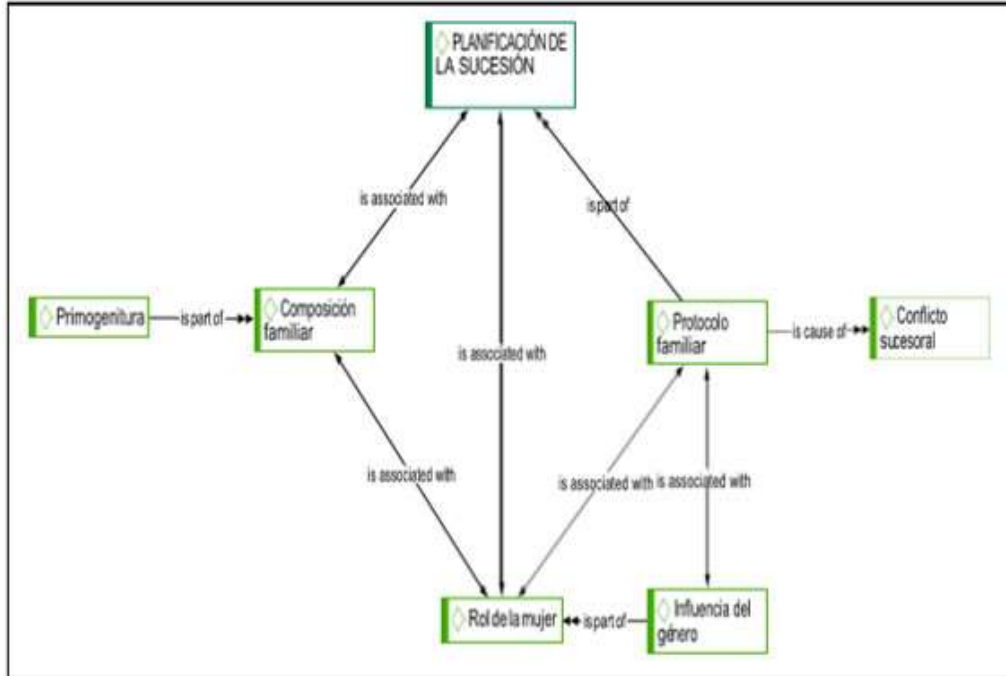 PLANIFICACIÓN DE
LA SUCESIÓN
is associated with
is part of
Primogenitura
is part of
Composición
familiar
Protocolo
familiar
is cause of
Conflicto
sucesoral
is associated with
is associated with
is associated with
is associated with
Rol de la mujer
is part of
Influencia del
género